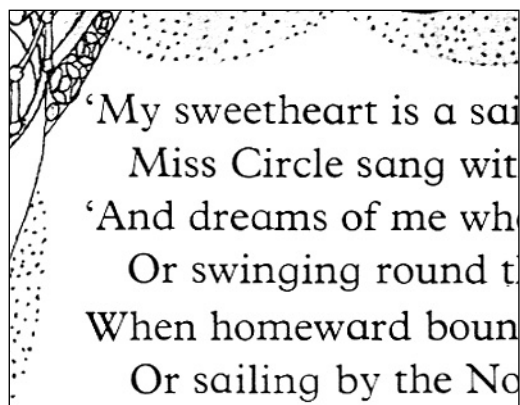 ‘My sweetheart is a sai
Miss Circle sang wit
‘And dreams of me wh
Or swinging round t
When homeward boun
Or sailing by the No